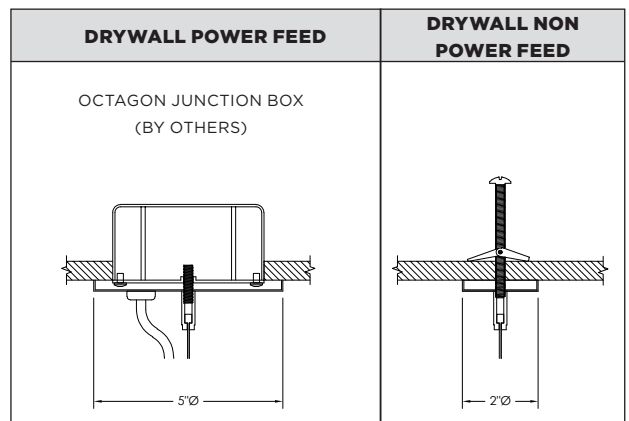 DRYWALL POWER FEED
DRYWALL NON
POWER FEED
OCTAGON JUNCTION BOX
(BY OTHERS)
5"Ø
2"Ø